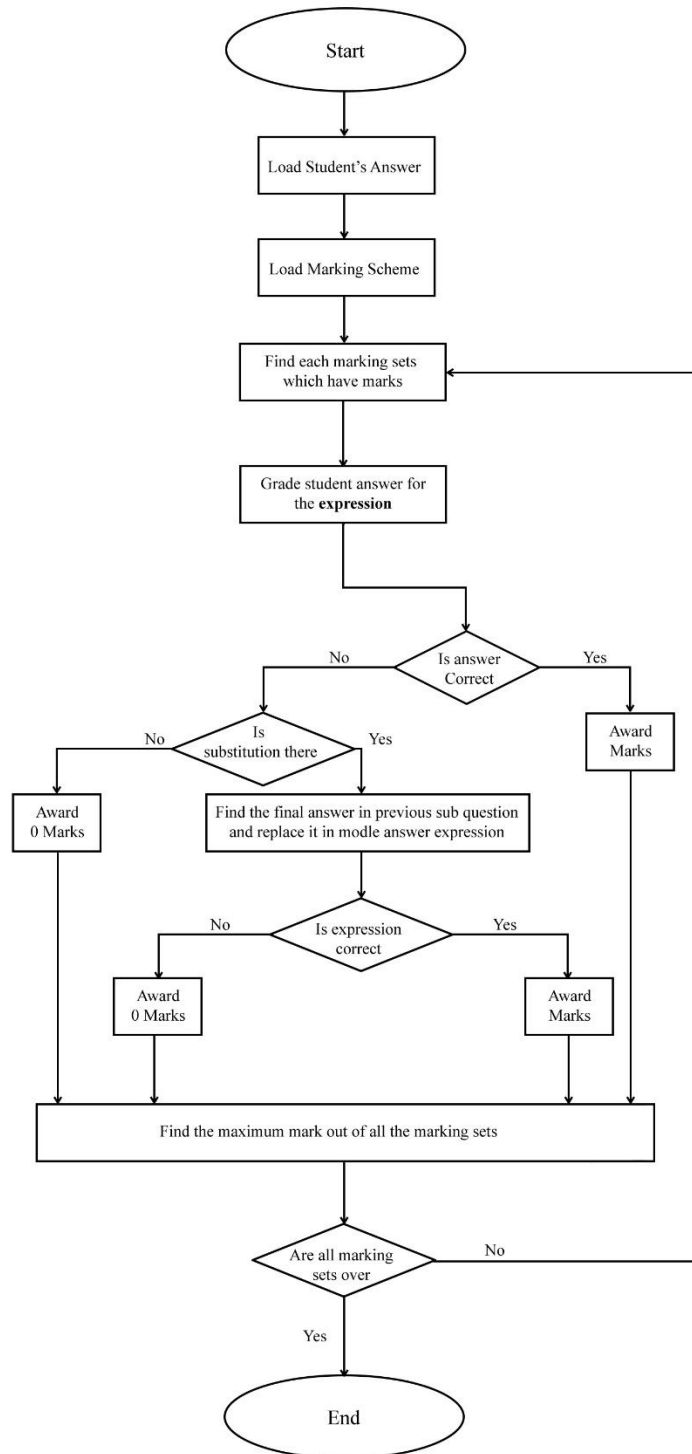 Start
Load Student's Answer
Load Marking Scheme
Find each marking sets
which have marks
Grade student answer for
the expression
Is answer
Correct
No
Yes
Is
substitution there
No
Yes
Award
Marks
Award
0 Marks
Find the final answer in previous sub question
and replace it in modle answer expression
Is expression
correct
No
Yes
Award
0 Marks
Award
Marks
Find the maximum mark out of all the marking sets
Are all marking
sets over
No
Yes
End